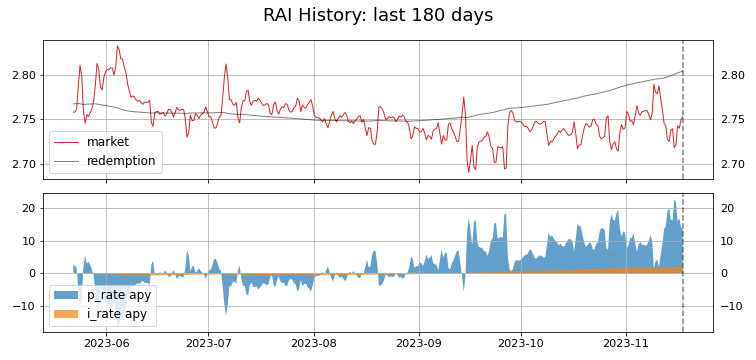 RAI History: last 180 days
2.80
2.75
2.70
2.80
2.75
2.70
market
redemption
20
10
0
−10
20
10
0
−10
p_rate apy
i_rate apy
2023-06 2023-07 2023-08 2023-09 2023-10 2023-11